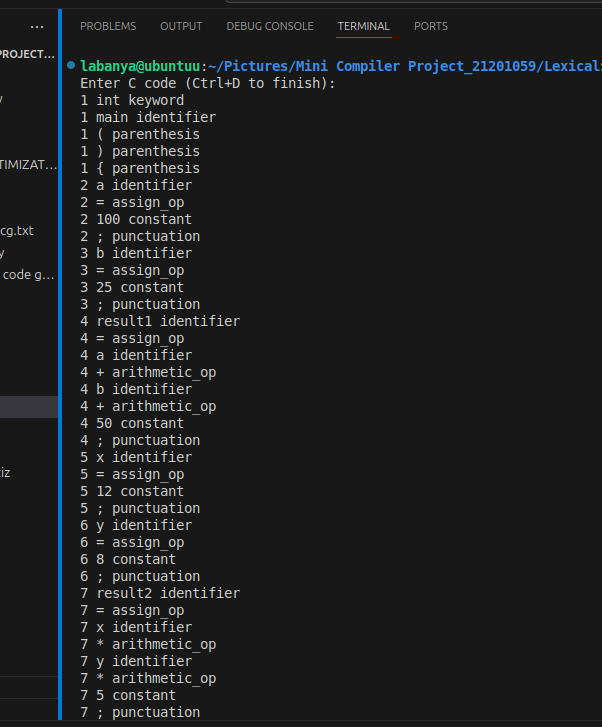 ...
PROBLEMS OUTPUT DEBUG CONSOLE TERMINAL PORTS
PROJECT...
labanya@ubuntuu:~/Pictures/Mini Compiler Project_21201059/Lexical
Enter C code (Ctrl+D to finish):
1 int keyword
1 main identifier
1 ( parenthesis
1 ) parenthesis
1 { parenthesis
2 a identifier
2 = assign_op
2 100 constant
2 ; punctuation
3 b identifier
3 = assign_op
3 25 constant
3 ; punctuation
4 result1 identifier
4 = assign_op
4 a identifier
4 + arithmetic_op
4 b identifier
4 + arithmetic_op
4 50 constant
4 ; punctuation
5 x identifier
5 = assign_op
5 12 constant
5 ; punctuation
6 y identifier
6 = assign_op
6 8 constant
6 ; punctuation
7 result2 identifier
7 = assign_op
7 x identifier
7 * arithmetic_op
7 y identifier
7 * arithmetic_op
7 5 constant
7 ; punctuation
y
TIMIZAT...
cg.txt
y
code g...
iz